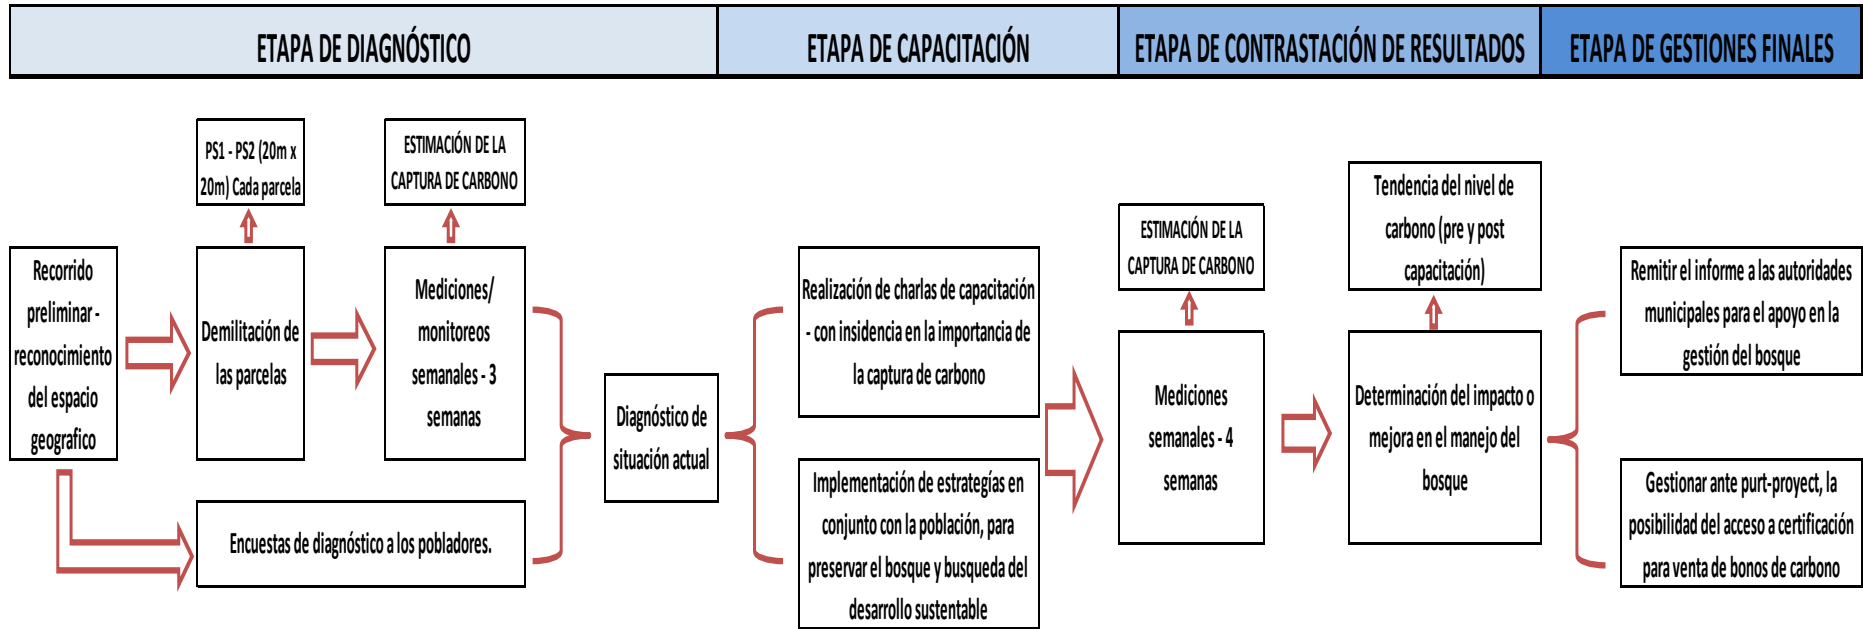 ETAPA DE DIAGNÓSTICO
ETAPA DE CAPACITACIÓN
ETAPA DE CONTRASTACIÓN DE RESULTADOS
ETAPA DE GESTIONES FINALES
PS1 - PS2 (20m x
20m) Cada parcela
ESTIMACIÓN DE LA
CAPTURA DE CARBONO
Recorrido
preliminar -
reconocimiento
del espacio
geografico
Demilitación de
las parcelas
Mediciones/
monitoreos
semanales - 3
semanas
Encuestas de diagnóstico a los pobladores.
Diagnóstico de
situación actual
Realización de charlas de capacitación
- con insidencia en la importancia de
la captura de carbono
Implementación de estrategías en
conjunto con la población, para
preservar el bosque y busqueda del
desarrollo sustentable
ESTIMACIÓN DE LA
CAPTURA DE CARBONO
Mediciones
semanales - 4
semanas
Tendencia del nivel de
carbono (pre y post
capacitación)
Determinación del impacto o
mejora en el manejo del
bosque
Remitir el informe a las autoridades
municipales para el apoyo en la
gestión del bosque
Gestionar ante purt-proyect, la
posibilidad del acceso a certificación
para venta de bonos de carbono